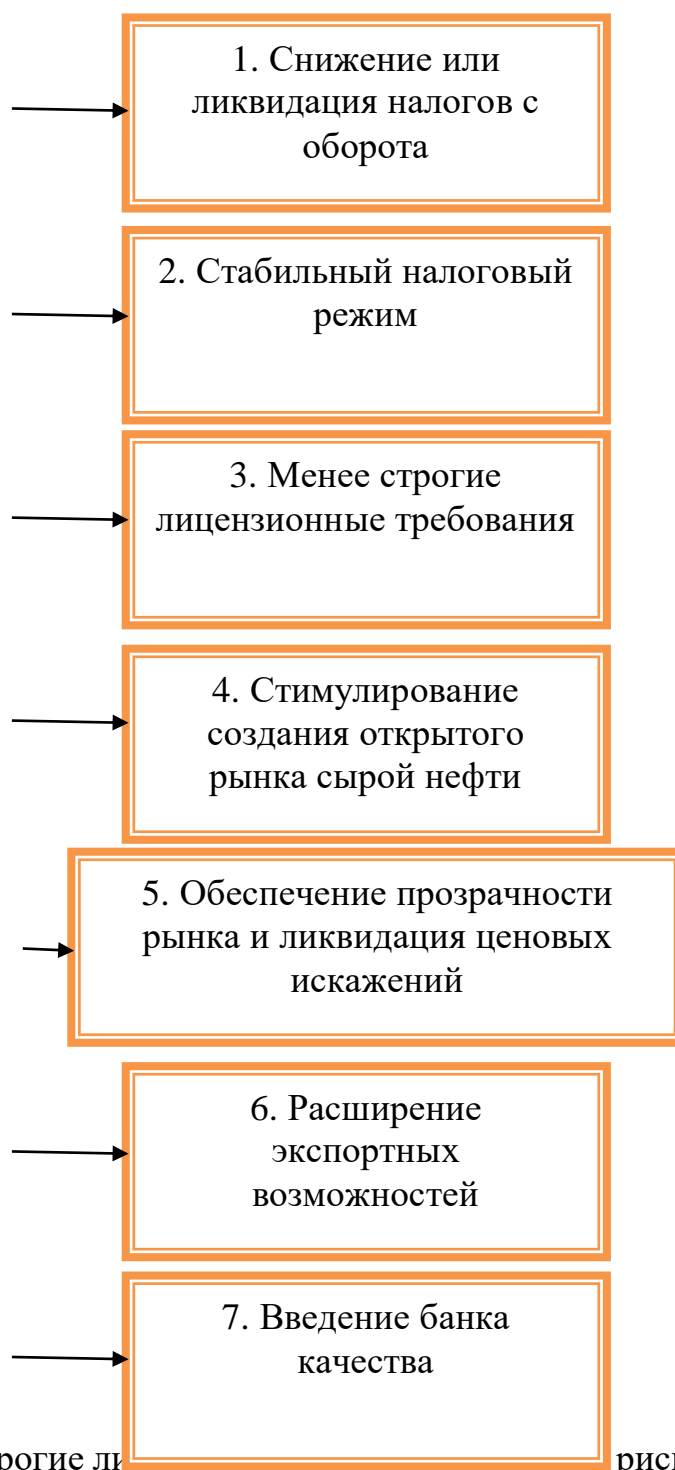 1. Снижение или
ликвидация налогов с
оборота
2. Стабильный налоговый
режим
3. Менее строгие
лицензионные требования
4. Стимулирование
создания открытого
рынка сырой нефти
5. Обеспечение прозрачности
рынка и ликвидация ценовых
искажений
6. Расширение
экспортных
возможностей
7. Введение банка
качества